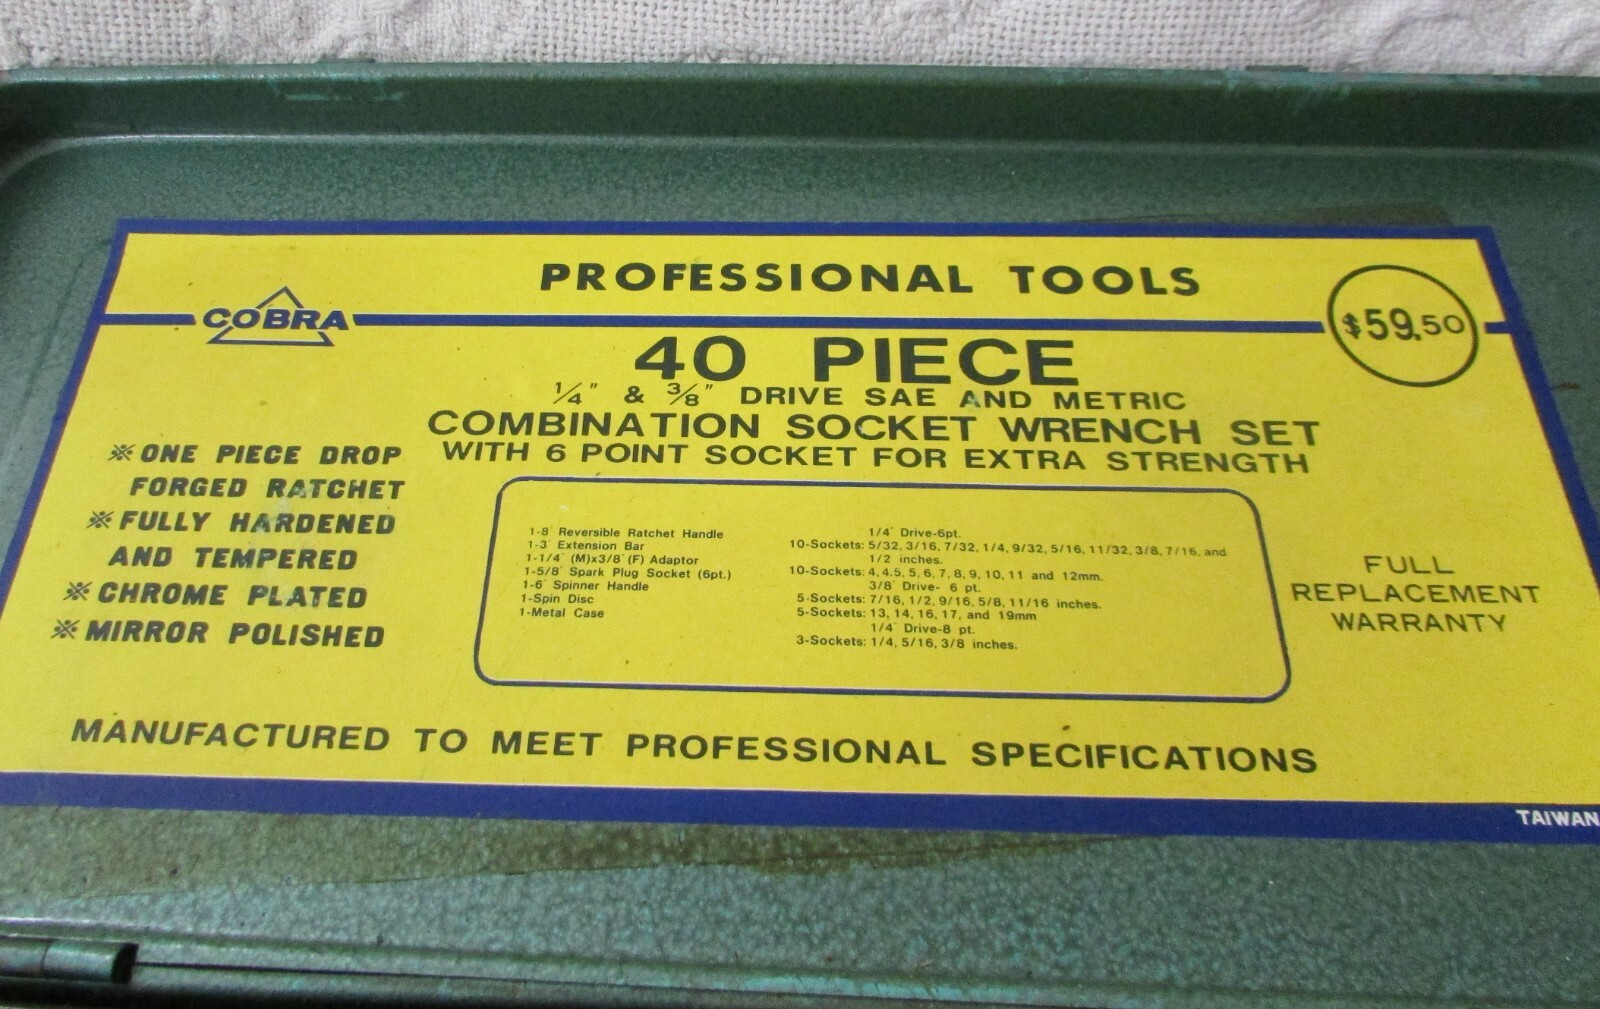 PROFESSIONAL TOOLS
COBRA
$59.50
40 PIECE
1/4" & 3/8" DRIVE SAE AND METRIC
COMBINATION SOCKET WRENCH SET
WITH 6 POINT SOCKET FOR EXTRA STRENGTH
※ONE PIECE DROP
FORGED RATCHET
※FULLY HARDENED
AND TEMPERED
※CHROME PLATED
※MIRROR POLISHED
1-8" Reversible Ratchet Handle
1-3" Extension Bar
1-1/4" (M)x3/8" (F) Adaptor
1-5/8" Spark Plug Socket (6pt.)
1-6" Spinner Handle
1-Spin Disc
1-Metal Case
1/4" Drive-6pt.
10-Sockets: 5/32, 3/16, 7/32, 1/4, 9/32, 5/16, 11/32, 3/8, 7/16, and
1/2 inches.
10-Sockets: 4, 4.5, 5, 6, 7, 8, 9, 10, 11 and 12mm.
3/8" Drive- 6 pt.
5-Sockets: 7/16, 1/2, 9/16, 5/8, 11/16 inches.
5-Sockets: 13, 14, 16, 17, and 19mm
1/4" Drive-8 pt.
3-Sockets: 1/4, 5/16, 3/8 inches.
FULL
REPLACEMENT
WARRANTY
MANUFACTURED TO MEET PROFESSIONAL SPECIFICATIONS
TAIWAN